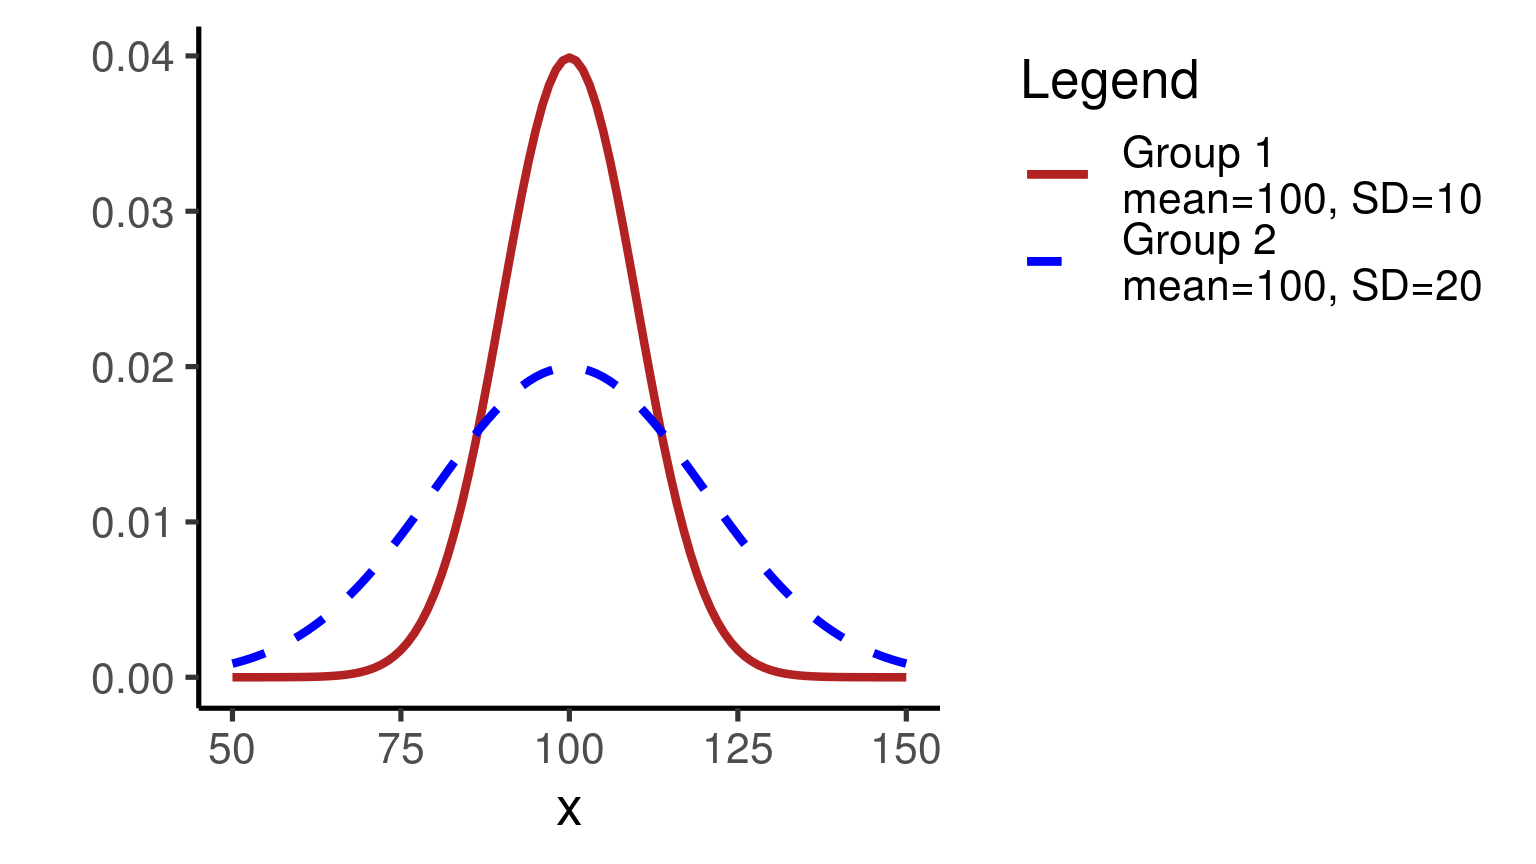 0.04
0.03
0.02
0.01
0.00
50 75 100 125 150
x
Legend
Group 1
mean=100, SD=10
Group 2
mean=100, SD=20